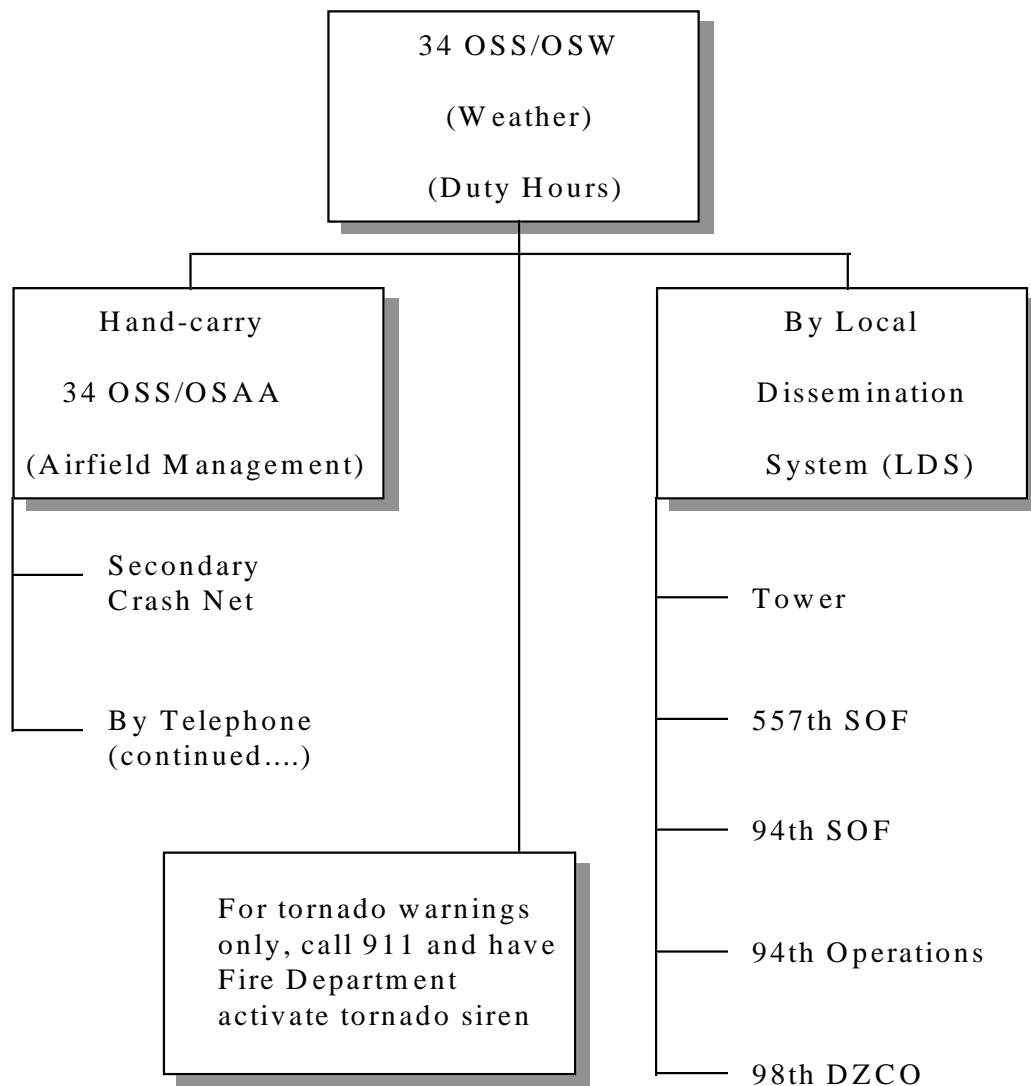 34 OSS/OSW
(Weather)
(Duty Hours)
Hand-carry
34 OSS/OSAA
(Airfield Management)
By Local
Dissemination
System (LDS)
Secondary
Crash Net
By Telephone
(continued....)
Tower
557th SOF
94th SOF
94th Operations
98th DZCO
For tornado warnings
only, call 911 and have
Fire Department
activate tornado siren